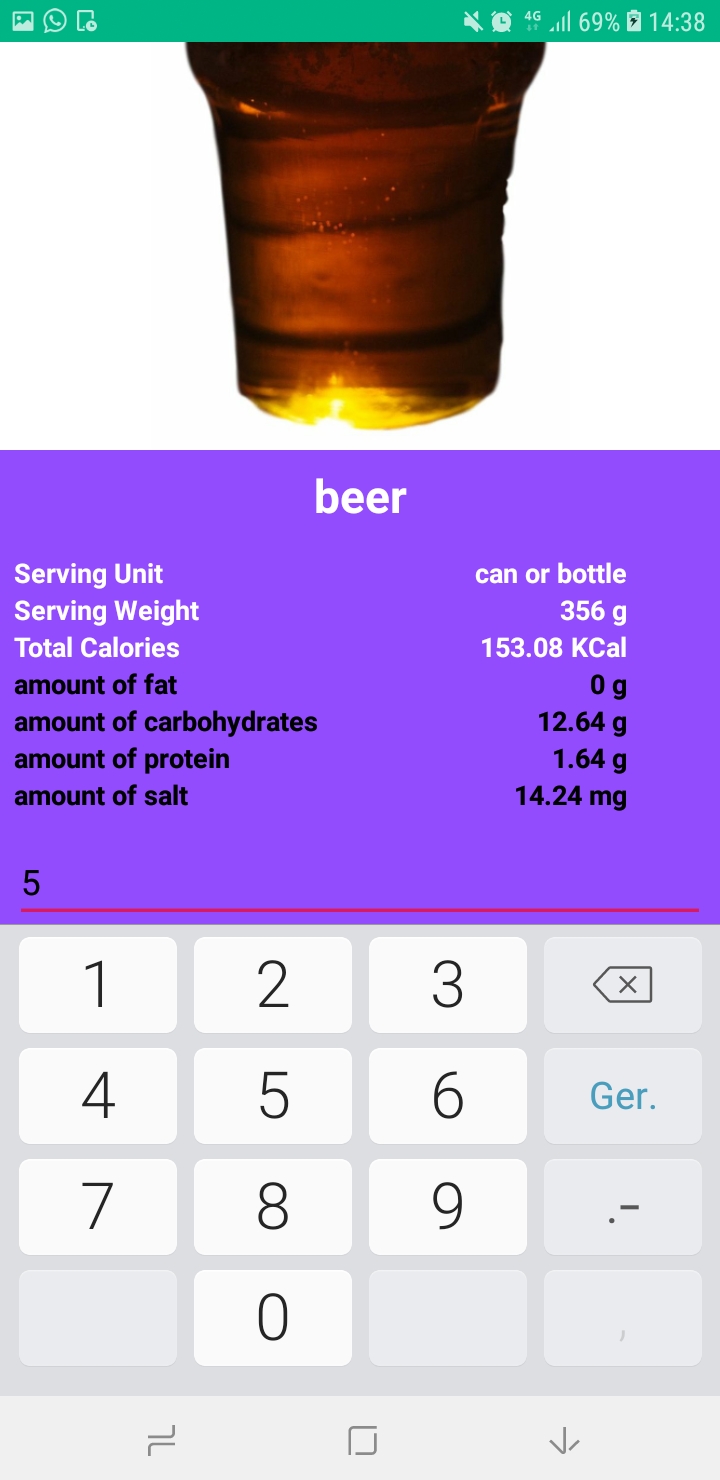 4G 69% 14:38
beer
Serving Unit can or bottle
Serving Weight 356 g
Total Calories 153.08 KCal
amount of fat 0 g
amount of carbohydrates 12.64 g
amount of protein 1.64 g
amount of salt 14.24 mg
5
1 2 3
4 5 6 Ger.
7 8 9 .-
0 ,